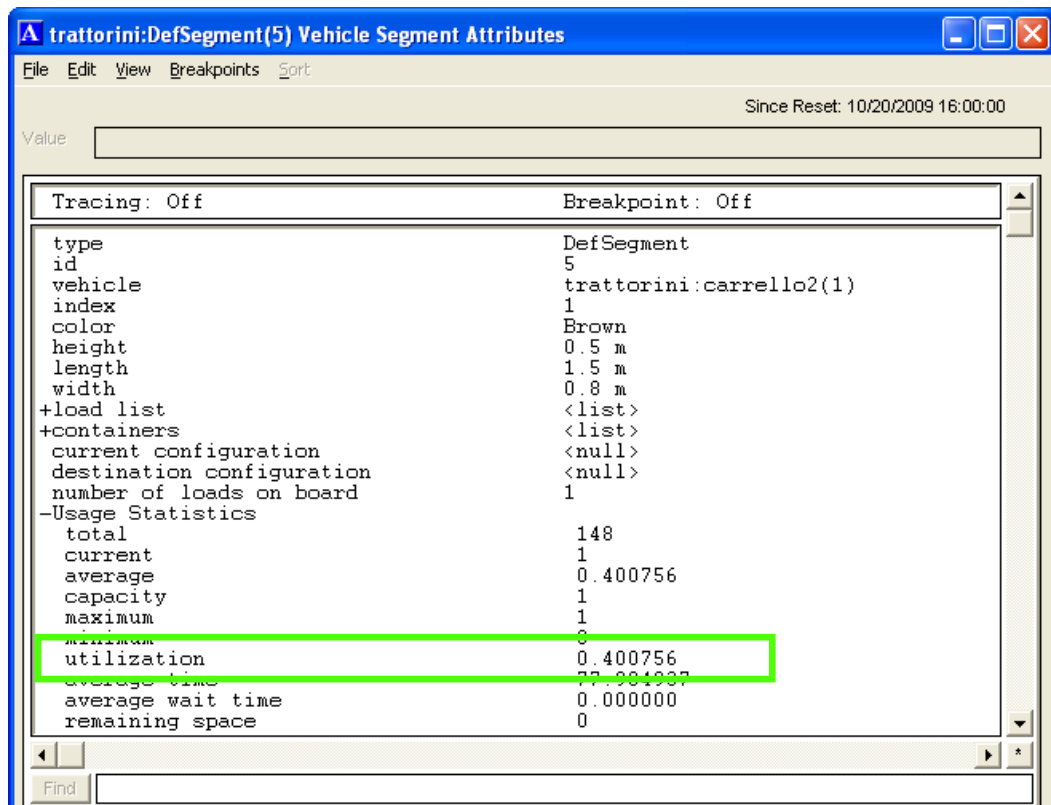 trattorini:DefSegment(5) Vehicle Segment Attributes
File Edit View Breakpoints Sort
Since Reset: 10/20/2009 16:00:00
Value
Tracing: Off Breakpoint: Off
type DefSegment
id 5
vehicle trattorini:carrello2(1)
index 1
color Brown
height 0.5 m
length 1.5 m
width 0.8 m
+load list <list>
+containers <list>
current configuration <null>
destination configuration <null>
number of loads on board 1
-Usage Statistics
total 148
current 1
average 0.400756
capacity 1
maximum 1
minimum 0
utilization 0.400756
average time
average wait time 0.000000
remaining space 0
*
Find